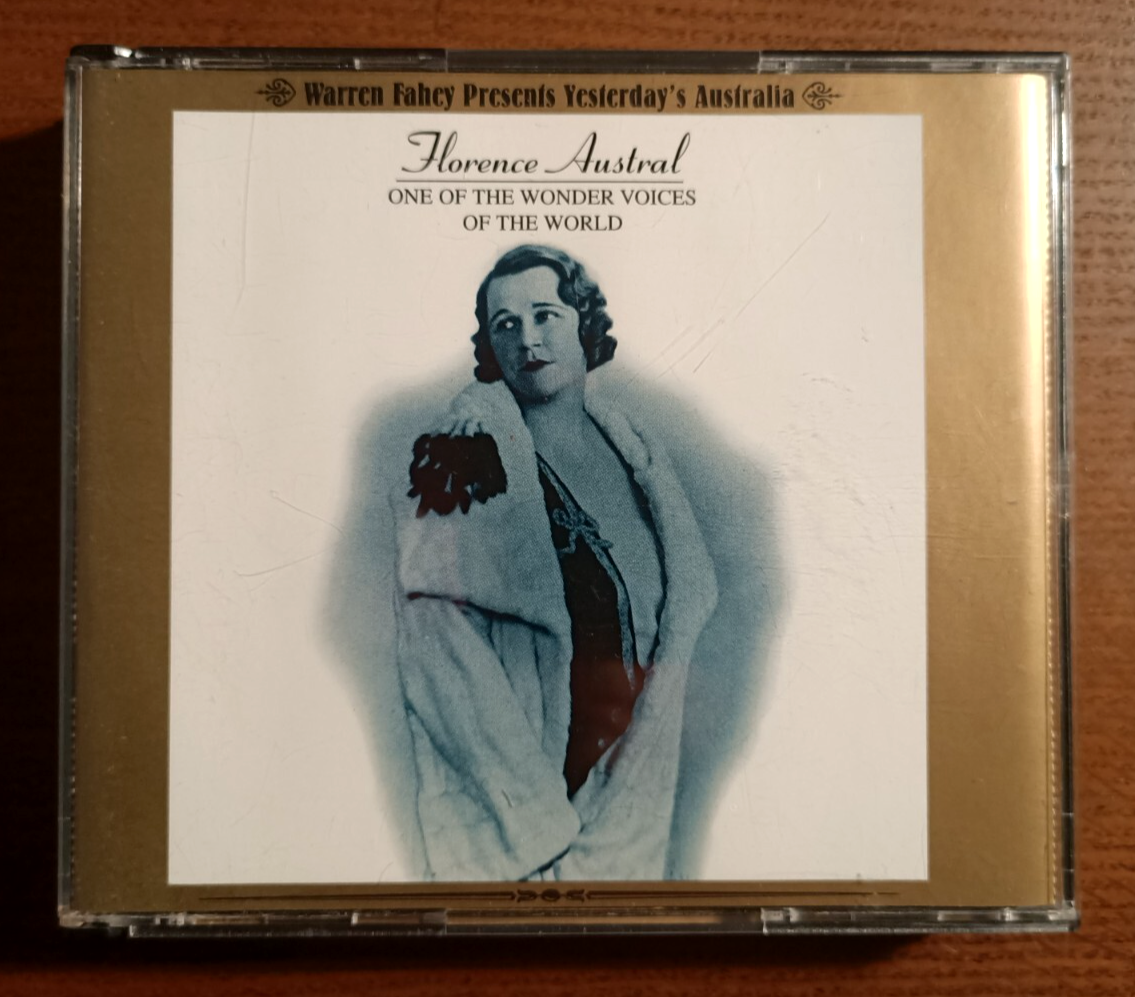 Warren Fahey Presents Yesterday's Australia
Florence Austral
ONE OF THE WONDER VOICES
OF THE WORLD